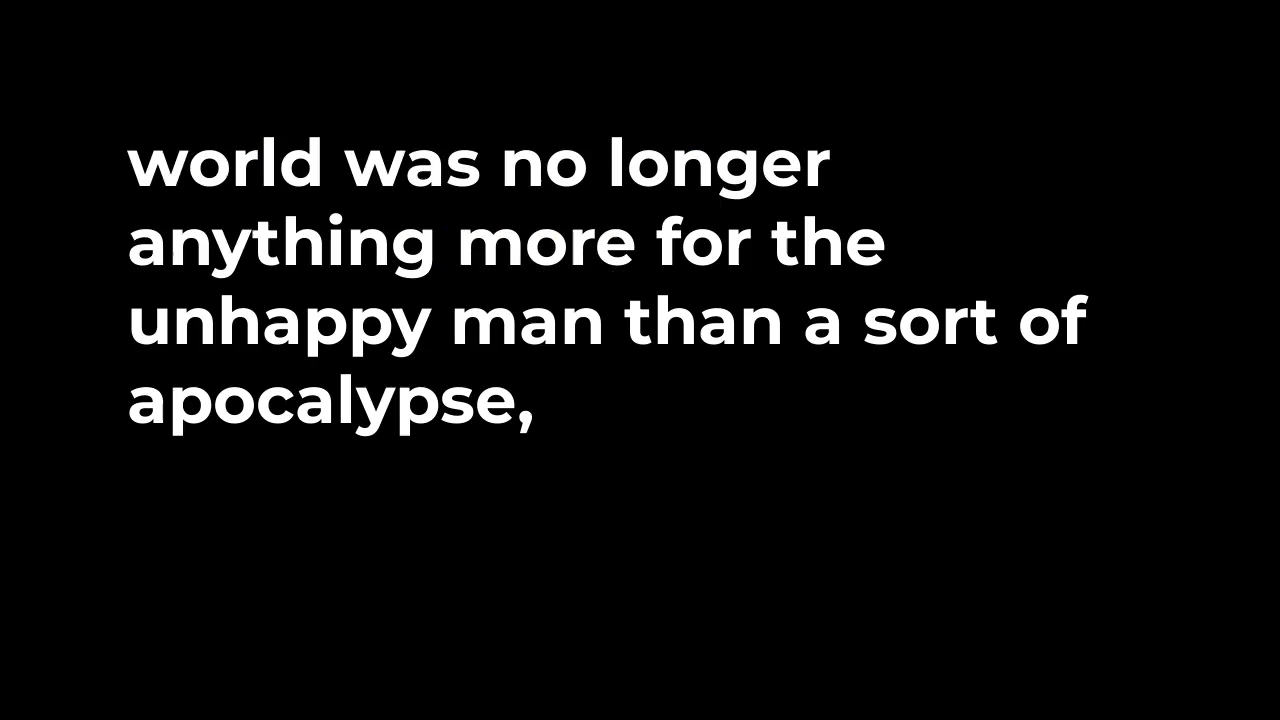 world was no longer
anything more for the
unhappy man than a sort of
apocalypse,